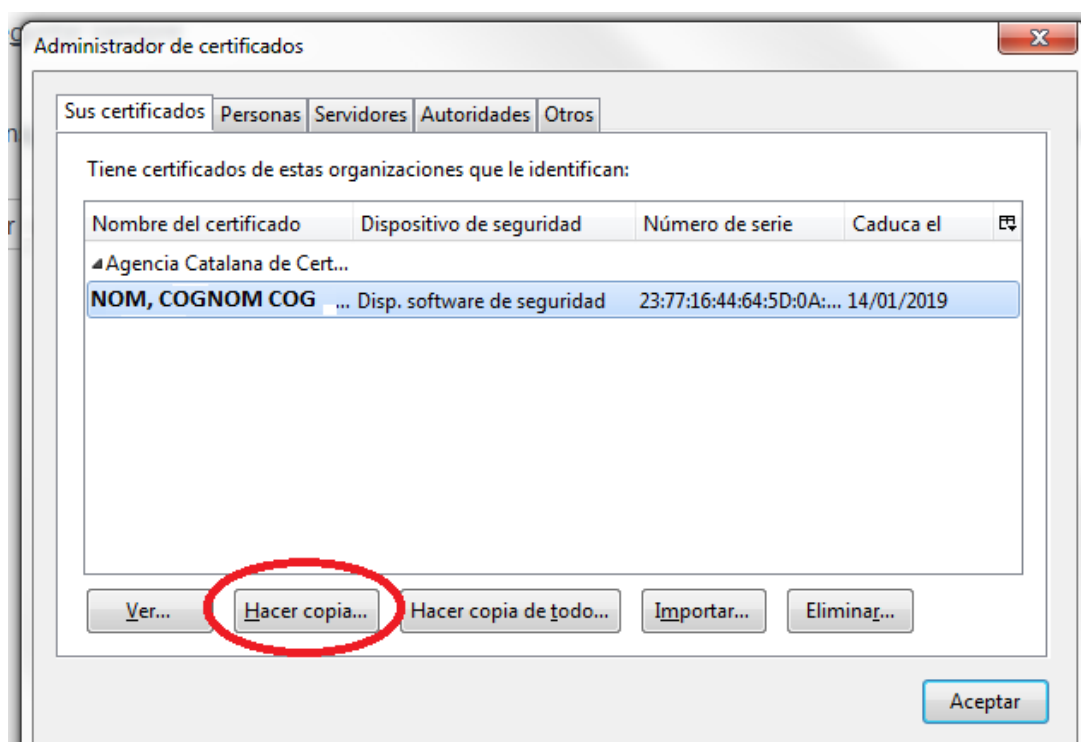 Administrador de certificados
Sus certificados Personas Servidores Autoridades Otros
Tiene certificados de estas organizaciones que le identifican:
Nombre del certificado Dispositivo de seguridad Número de serie Caduca el
Agencia Catalana de Cert...
NOM, COGNOM COG ... Disp. software de seguridad 23:77:16:44:64:5D:0A:... 14/01/2019
Ver... Hacer copia... Hacer copia de todo... Importar... Eliminar...
Aceptar